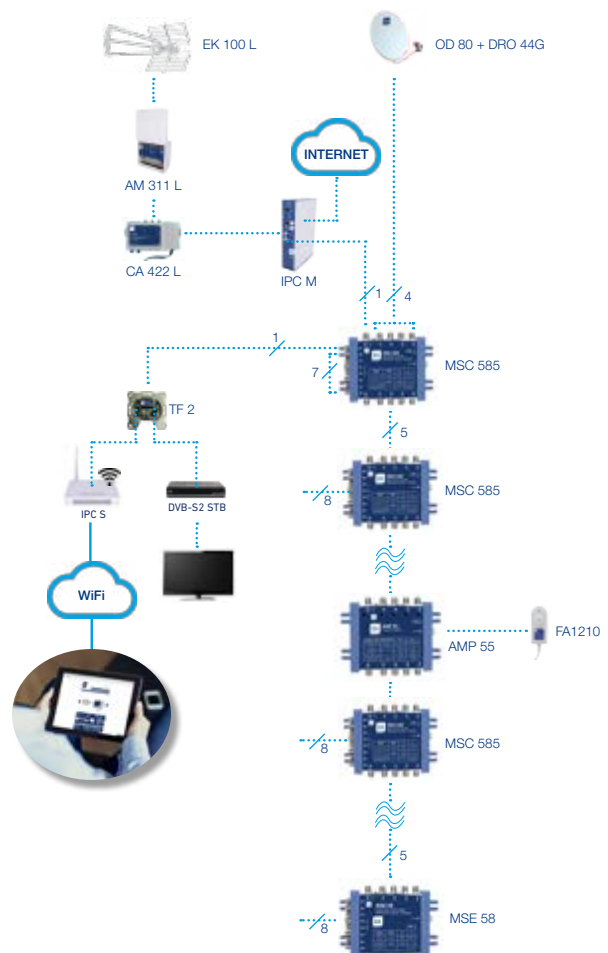 EK 100 L
OD 80 + DRO 44G
INTERNET
AM 311 L
CA 422 L
IPC M
1
4
1
MSC 585
7
TF 2
5
MSC 585
8
IPC S
DVB-S2 STB
WiFi
FA1210
AMP 55
MSC 585
8
5
MSE 58
8